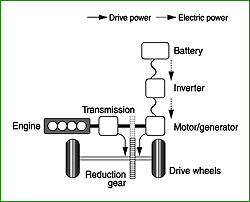 Drive power
Electric power
Battery
Inverter
Transmission
Engine
Motor/generator
Reduction
gear
Drive wheels